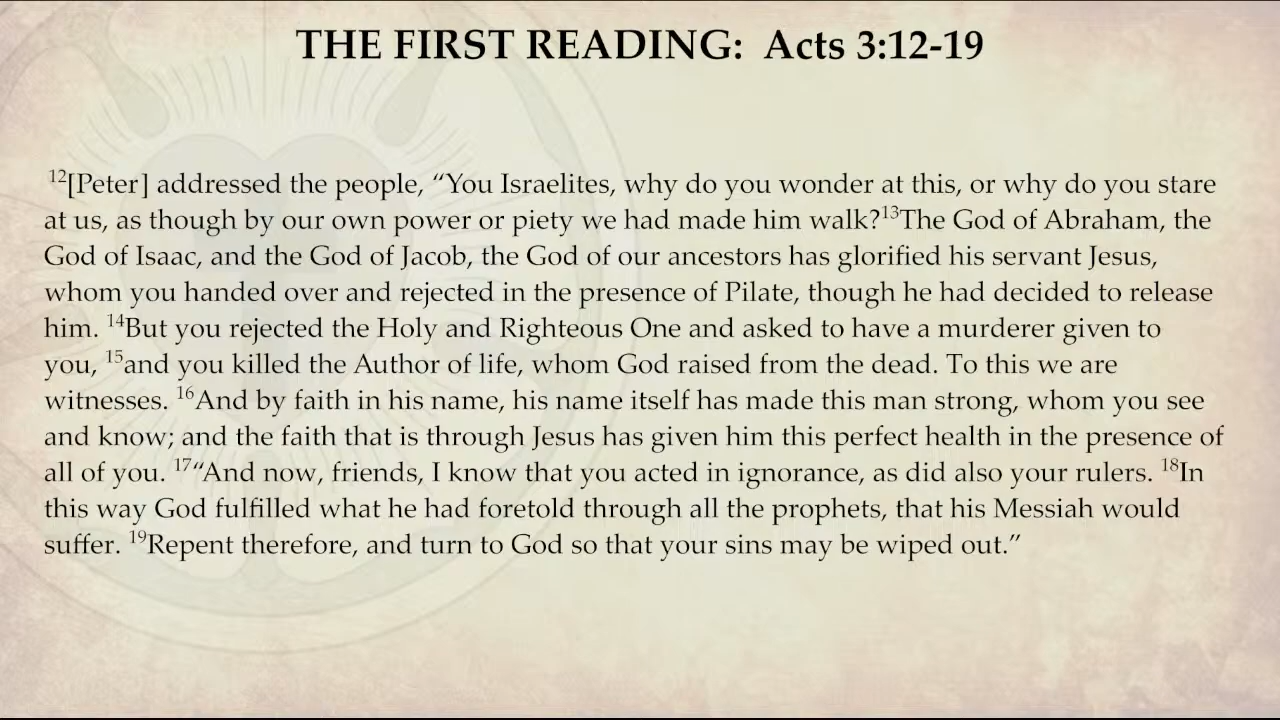 THE FIRST READING:  Acts 3:12-19
¹²[Peter] addressed the people, “You Israelites, why do you wonder at this, or why do you stare
at us, as though by our own power or piety we had made him walk?¹³The God of Abraham, the
God of Isaac, and the God of Jacob, the God of our ancestors has glorified his servant Jesus,
whom you handed over and rejected in the presence of Pilate, though he had decided to release
him. ¹⁴But you rejected the Holy and Righteous One and asked to have a murderer given to
you, ¹⁵and you killed the Author of life, whom God raised from the dead. To this we are
witnesses. ¹⁶And by faith in his name, his name itself has made this man strong, whom you see
and know; and the faith that is through Jesus has given him this perfect health in the presence of
all of you. ¹⁷“And now, friends, I know that you acted in ignorance, as did also your rulers. ¹⁸In
this way God fulfilled what he had foretold through all the prophets, that his Messiah would
suffer. ¹⁹Repent therefore, and turn to God so that your sins may be wiped out.”